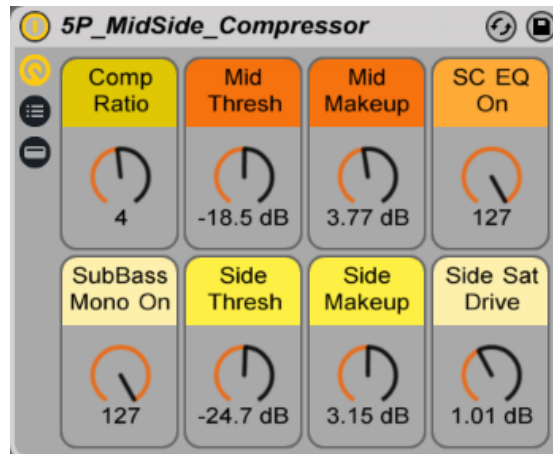 5P_MidSide_Compressor
Comp
Ratio
4
Mid
Thresh
-18.5 dB
Mid
Makeup
3.77 dB
SC EQ
On
127
SubBass
Mono On
127
Side
Thresh
-24.7 dB
Side
Makeup
3.15 dB
Side Sat
Drive
1.01 dB